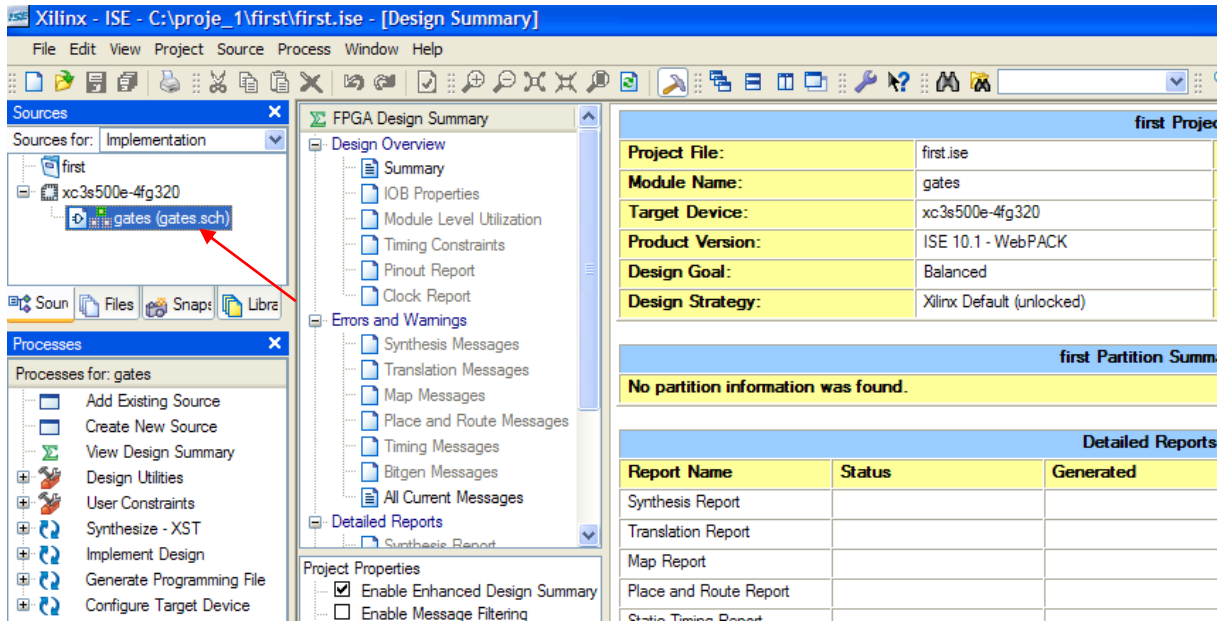 Xilinx - ISE - C:\proje_1\first\first.ise - [Design Summary]
File Edit View Project Source Process Window Help
Sources
Sources for: Implementation
first
xc3s500e-4fg320
gates (gates.sch)
Soun Files Snap: Libra
Processes
Processes for: gates
Add Existing Source
Create New Source
View Design Summary
Design Utilities
User Constraints
Synthesize - XST
Implement Design
Generate Programming File
Configure Target Device
FPGA Design Summary
Design Overview
Summary
IOB Properties
Module Level Utilization
Timing Constraints
Pinout Report
Clock Report
Errors and Warnings
Synthesis Messages
Translation Messages
Map Messages
Place and Route Messages
Timing Messages
Bitgen Messages
All Current Messages
Detailed Reports
Synthesis Report
Project Properties
Enable Enhanced Design Summary
Enable Message Filtering
first Projec
Project File: first.ise
Module Name: gates
Target Device: xc3s500e-4fg320
Product Version: ISE 10.1 - WebPACK
Design Goal: Balanced
Design Strategy: Xilinx Default (unlocked)
first Partition Summ
No partition information was found.
Detailed Reports
Report Name Status Generated
Synthesis Report
Translation Report
Map Report
Place and Route Report
Static Timing Report